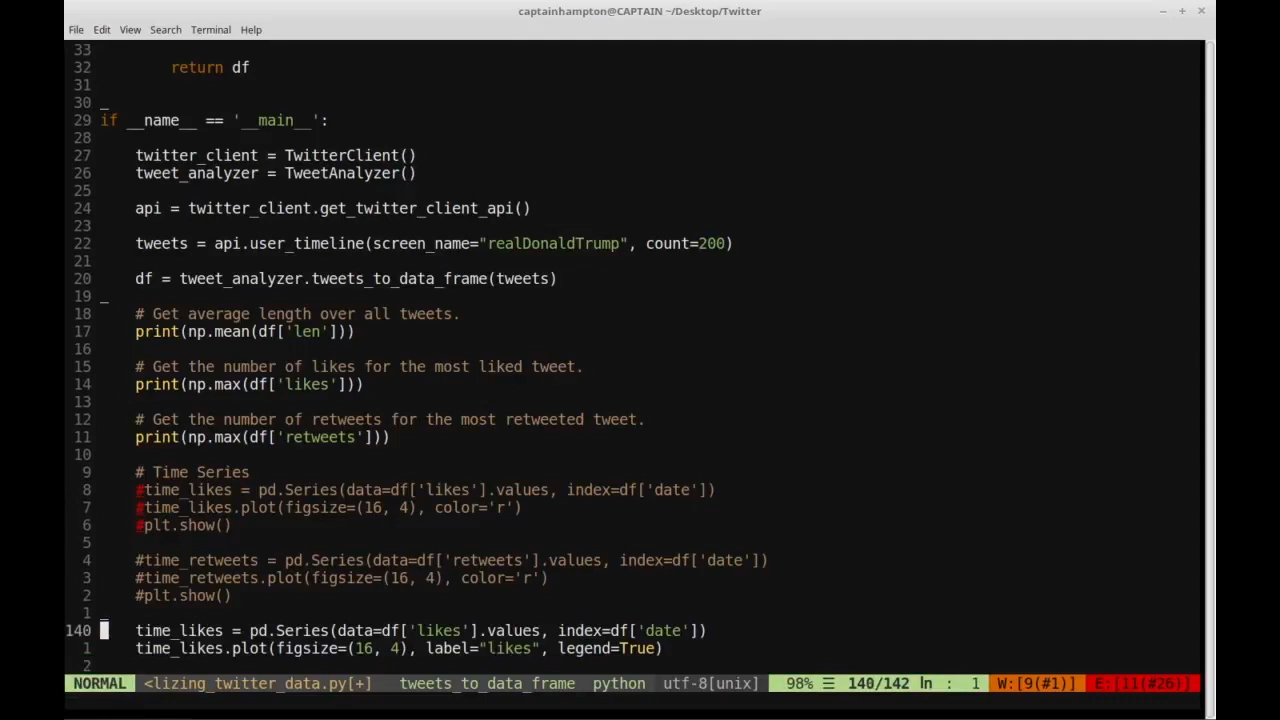 captainhampton@CAPTAIN ~/Desktop/Twitter
File Edit View Search Terminal Help
33
32 return df
31
30
29 if __name__ == '__main__':
28
27 twitter_client = TwitterClient()
26 tweet_analyzer = TweetAnalyzer()
25
24 api = twitter_client.get_twitter_client_api()
23
22 tweets = api.user_timeline(screen_name="realDonaldTrump", count=200)
21
20 df = tweet_analyzer.tweets_to_data_frame(tweets)
19
18 # Get average length over all tweets.
17 print(np.mean(df['len']))
16
15 # Get the number of likes for the most liked tweet.
14 print(np.max(df['likes']))
13
12 # Get the number of retweets for the most retweeted tweet.
11 print(np.max(df['retweets']))
10
9 # Time Series
8 #time_likes = pd.Series(data=df['likes'].values, index=df['date'])
7 #time_likes.plot(figsize=(16, 4), color='r')
6 #plt.show()
5
4 #time_retweets = pd.Series(data=df['retweets'].values, index=df['date'])
3 #time_retweets.plot(figsize=(16, 4), color='r')
2 #plt.show()
1
140 time_likes = pd.Series(data=df['likes'].values, index=df['date'])
1 time_likes.plot(figsize=(16, 4), label="likes", legend=True)
2
NORMAL <lizing_twitter_data.py[+] tweets_to_data_frame python utf-8[unix] 98% ☰ 140/142 ln : 1 W:[9(#1)] E:[11(#26)]